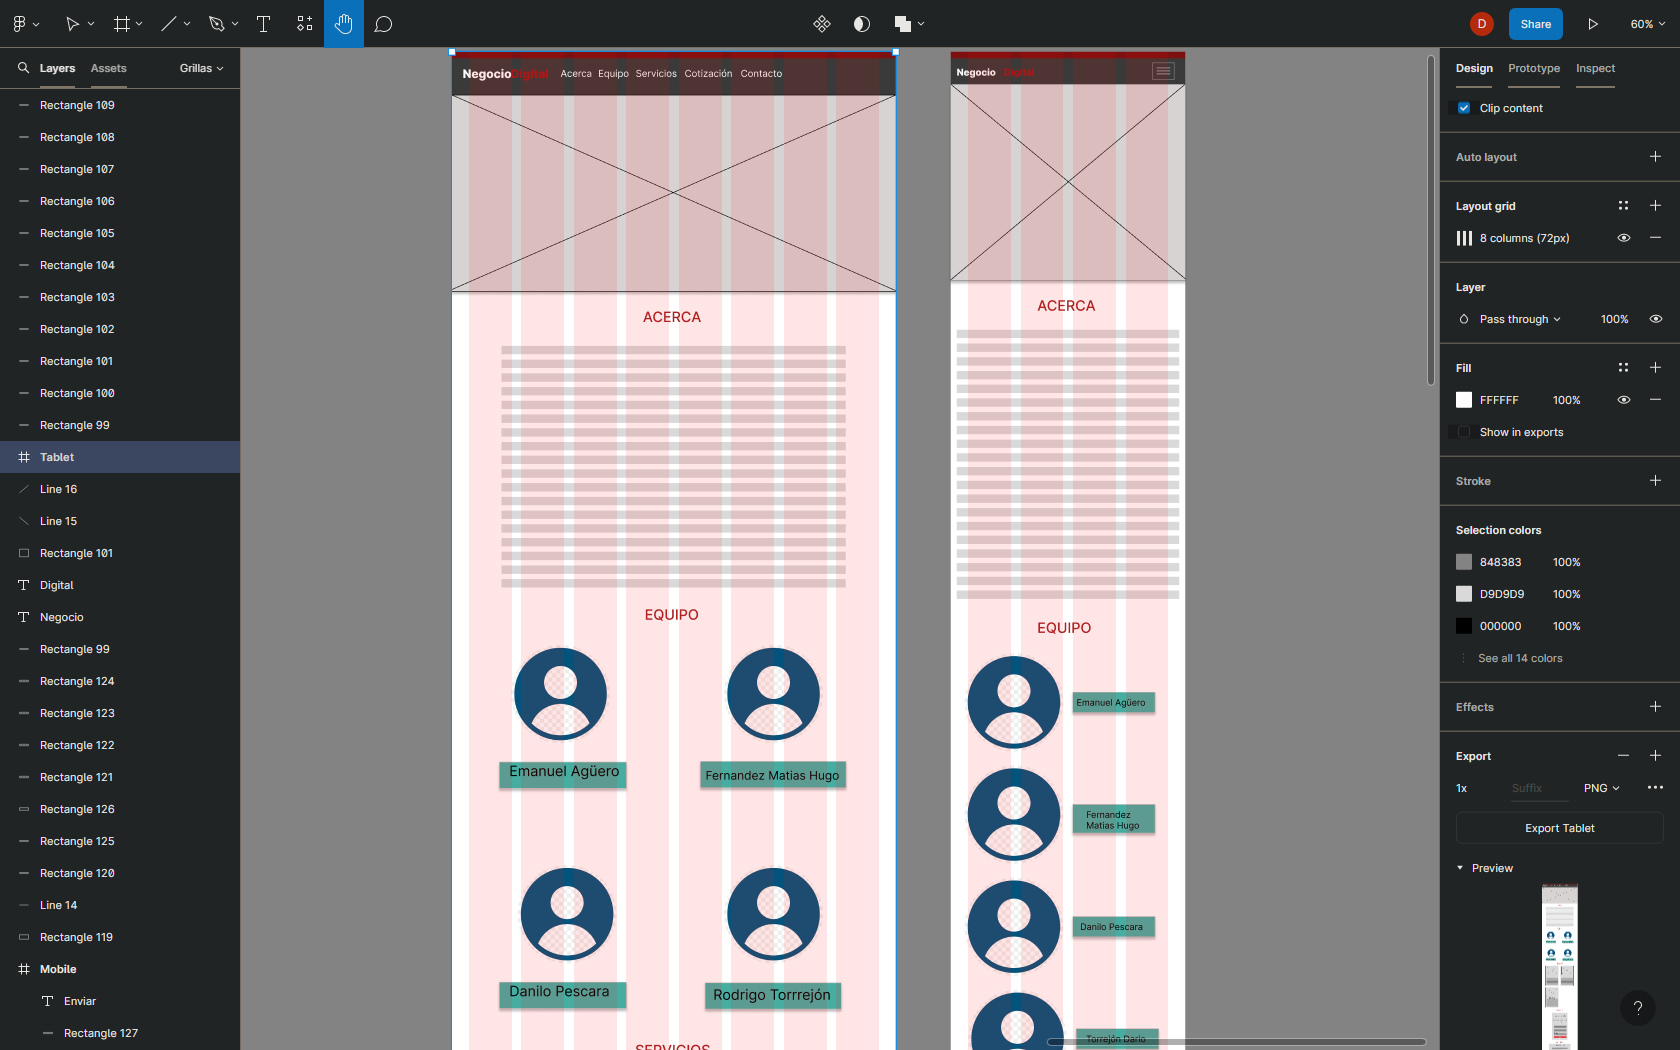 Share
60%
D
Layers
Assets
Grillas
Rectangle 109
Rectangle 108
Rectangle 107
Rectangle 106
Rectangle 105
Rectangle 104
Rectangle 103
Rectangle 102
Rectangle 101
Rectangle 100
Rectangle 99
Tablet
Line 16
Line 15
Rectangle 101
Digital
Negocio
Rectangle 99
Rectangle 124
Rectangle 123
Rectangle 122
Rectangle 121
Rectangle 126
Rectangle 125
Rectangle 120
Line 14
Rectangle 119
Mobile
Enviar
Rectangle 127
NegocioDigital Acerca Equipo Servicios Cotización Contacto
ACERCA
EQUIPO
Emanuel Agüero
Fernandez Matias Hugo
Danilo Pescara
Rodrigo Torrrejón
SERVICIOS
Negocio Digital
ACERCA
EQUIPO
Emanuel Agüero
Fernandez
Matias Hugo
Danilo Pescara
Torrejón Dario
Design
Prototype
Inspect
Clip content
Auto layout
Layout grid
8 columns (72px)
Layer
Pass through 100%
Fill
FFFFFF 100%
Show in exports
Stroke
Selection colors
848383 100%
D9D9D9 100%
000000 100%
See all 14 colors
Effects
Export
1x Suffix PNG
Export Tablet
Preview
?